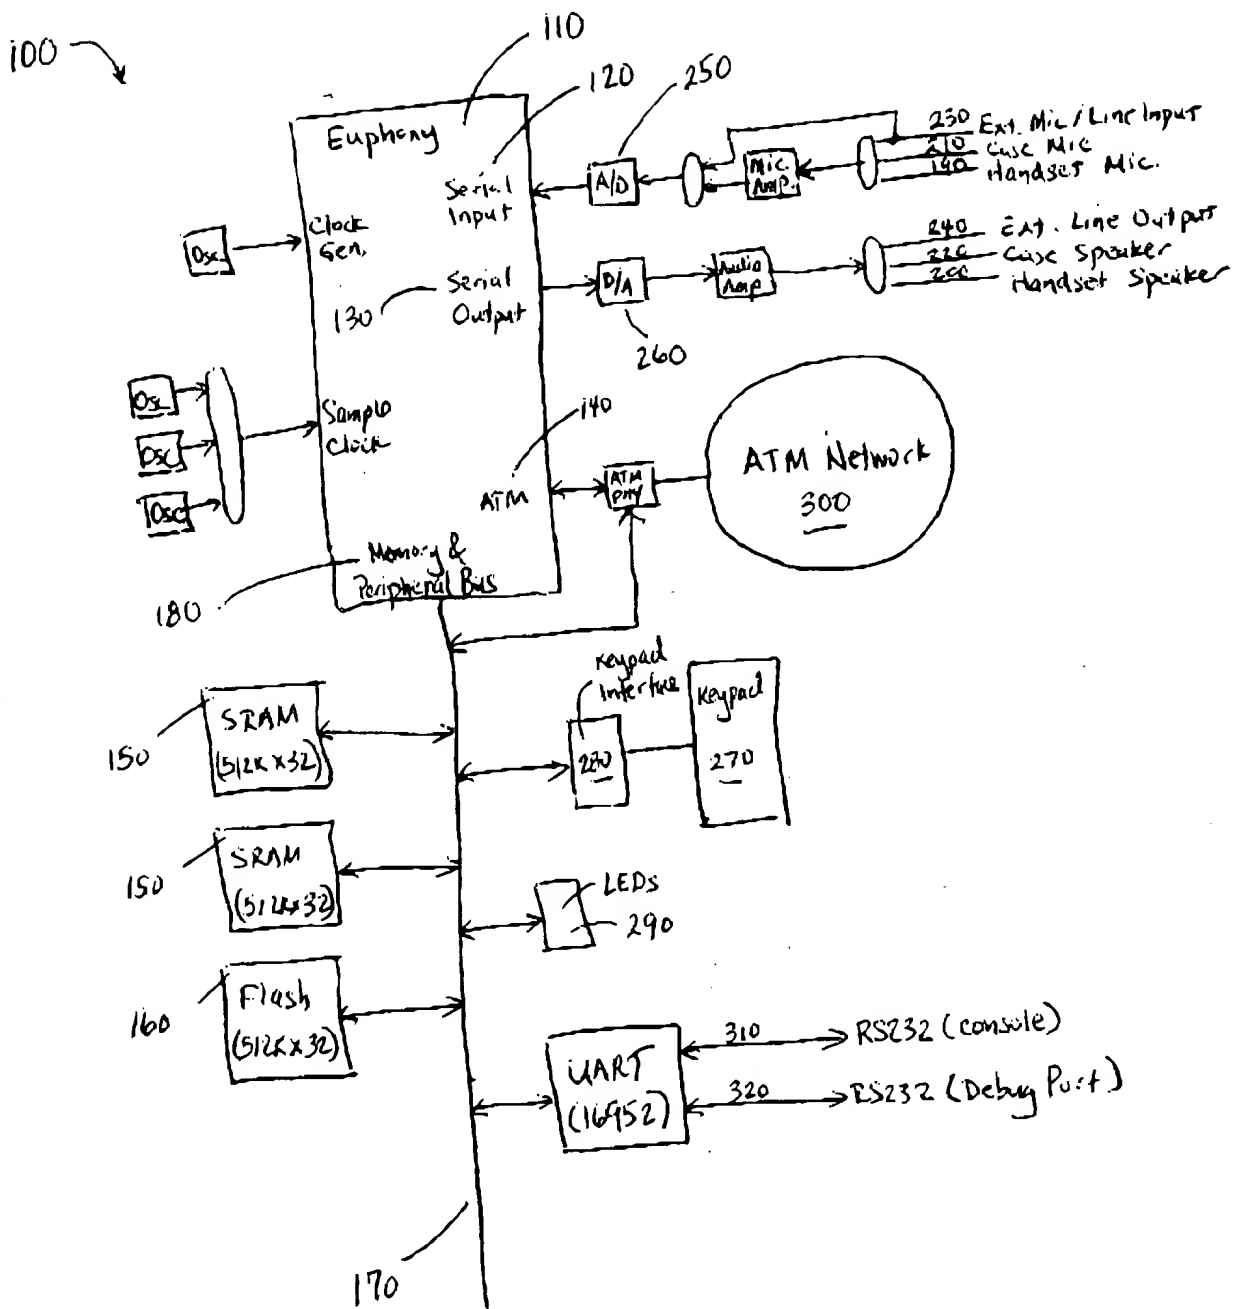 100
110
120
250
Euphony
Serial
Input
A/D
Mic.
Amp.
230 Ext. Mic / Line Input
210 Case Mic
190 Handset Mic.
Osc.
Clock
Gen.
130
Serial
Output
D/A
260
Audio
Amp
240 Ext. Line Output
220 Case Speaker
200 Handset Speaker
Osc
Osc
Osc
Sample
Clock
140
ATM
ATM
PHY
ATM Network
300
180
Memory &
Peripheral Bus
Keypad
Interface
280
Keypad
270
150
SRAM
(512K x 32)
150
SRAM
(512K x 32)
LEDs
290
160
Flash
(512K x 32)
UART
(16952)
310
RS232 (console)
320
RS232 (Debug Port)
170